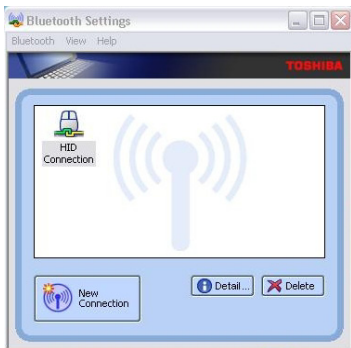 Bluetooth Settings
Bluetooth View Help
TOSHIBA
HID
Connection
New
Connection
Detail...
Delete